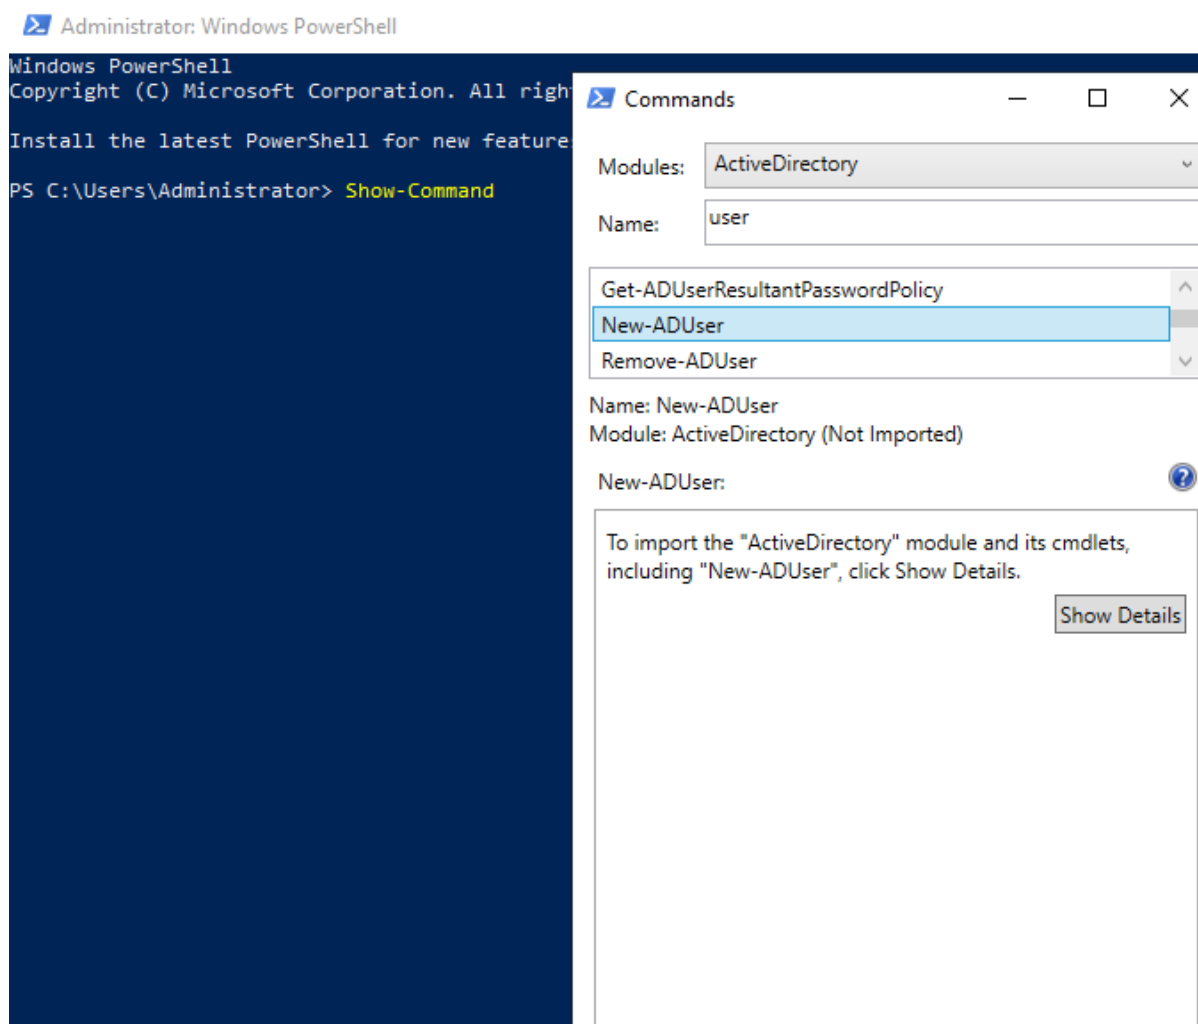 Administrator: Windows PowerShell
Windows PowerShell
Copyright (C) Microsoft Corporation. All righ
Install the latest PowerShell for new feature
PS C:\Users\Administrator> Show-Command
Commands
Modules: ActiveDirectory
Name: user
Get-ADUserResultantPasswordPolicy
New-ADUser
Remove-ADUser
Name: New-ADUser
Module: ActiveDirectory (Not Imported)
New-ADUser:
?
To import the "ActiveDirectory" module and its cmdlets,
including "New-ADUser", click Show Details.
Show Details